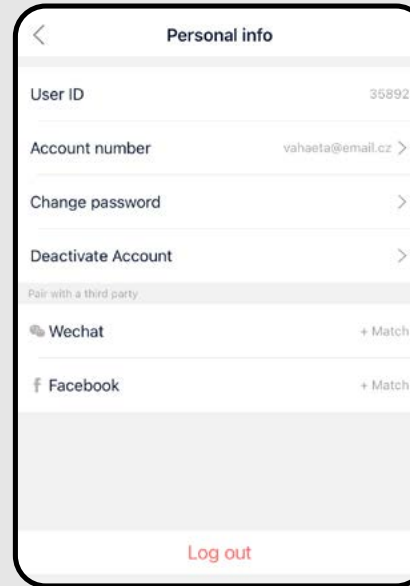 Personal info
User ID 35892
Account number vahaeta@email.cz
Change password
Deactivate Account
Pair with a third party
Wechat + Match
Facebook + Match
Log out